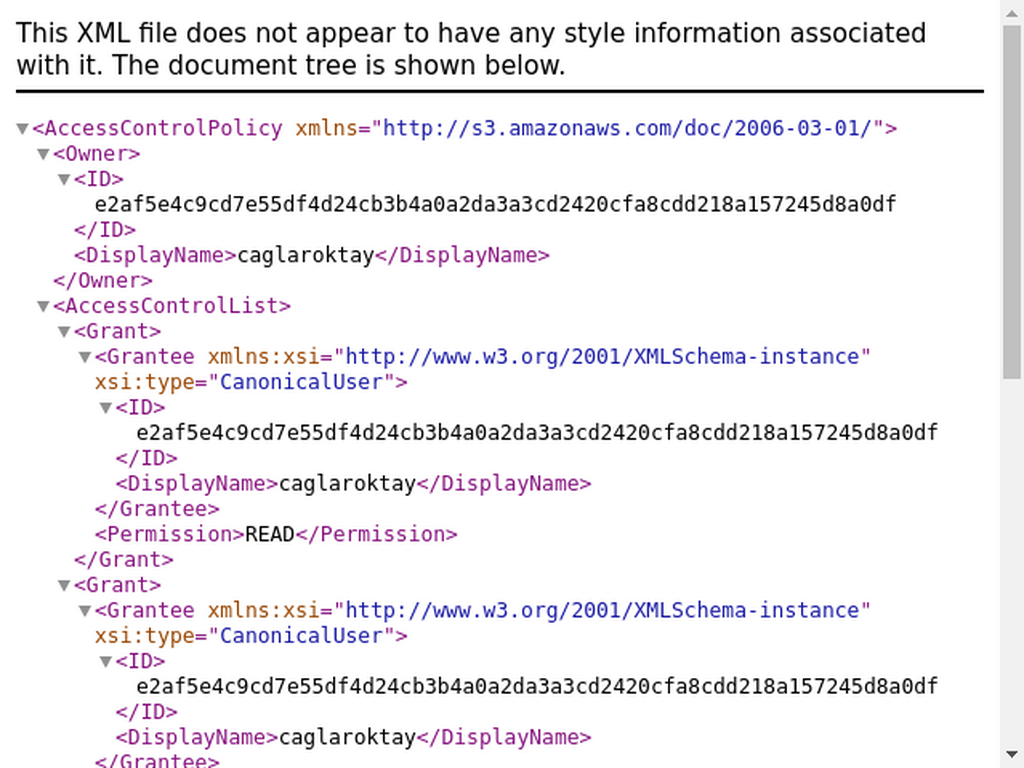 This XML file does not appear to have any style information associated
with it. The document tree is shown below.
▼<AccessControlPolicy xmlns="http://s3.amazonaws.com/doc/2006-03-01/">
▼<Owner>
▼<ID>
e2af5e4c9cd7e55df4d24cb3b4a0a2da3a3cd2420cfa8cdd218a157245d8a0df
</ID>
<DisplayName>caglaroktay</DisplayName>
</Owner>
▼<AccessControlList>
▼<Grant>
▼<Grantee xmlns:xsi="http://www.w3.org/2001/XMLSchema-instance"
xsi:type="CanonicalUser">
▼<ID>
e2af5e4c9cd7e55df4d24cb3b4a0a2da3a3cd2420cfa8cdd218a157245d8a0df
</ID>
<DisplayName>caglaroktay</DisplayName>
</Grantee>
<Permission>READ</Permission>
</Grant>
▼<Grant>
▼<Grantee xmlns:xsi="http://www.w3.org/2001/XMLSchema-instance"
xsi:type="CanonicalUser">
▼<ID>
e2af5e4c9cd7e55df4d24cb3b4a0a2da3a3cd2420cfa8cdd218a157245d8a0df
</ID>
<DisplayName>caglaroktay</DisplayName>
</Grantee>